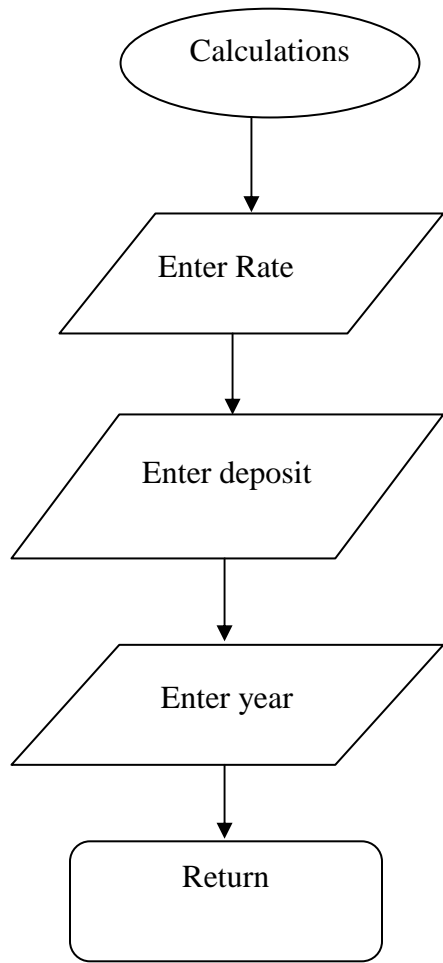 Calculations
Enter Rate
Enter deposit
Enter year
Return